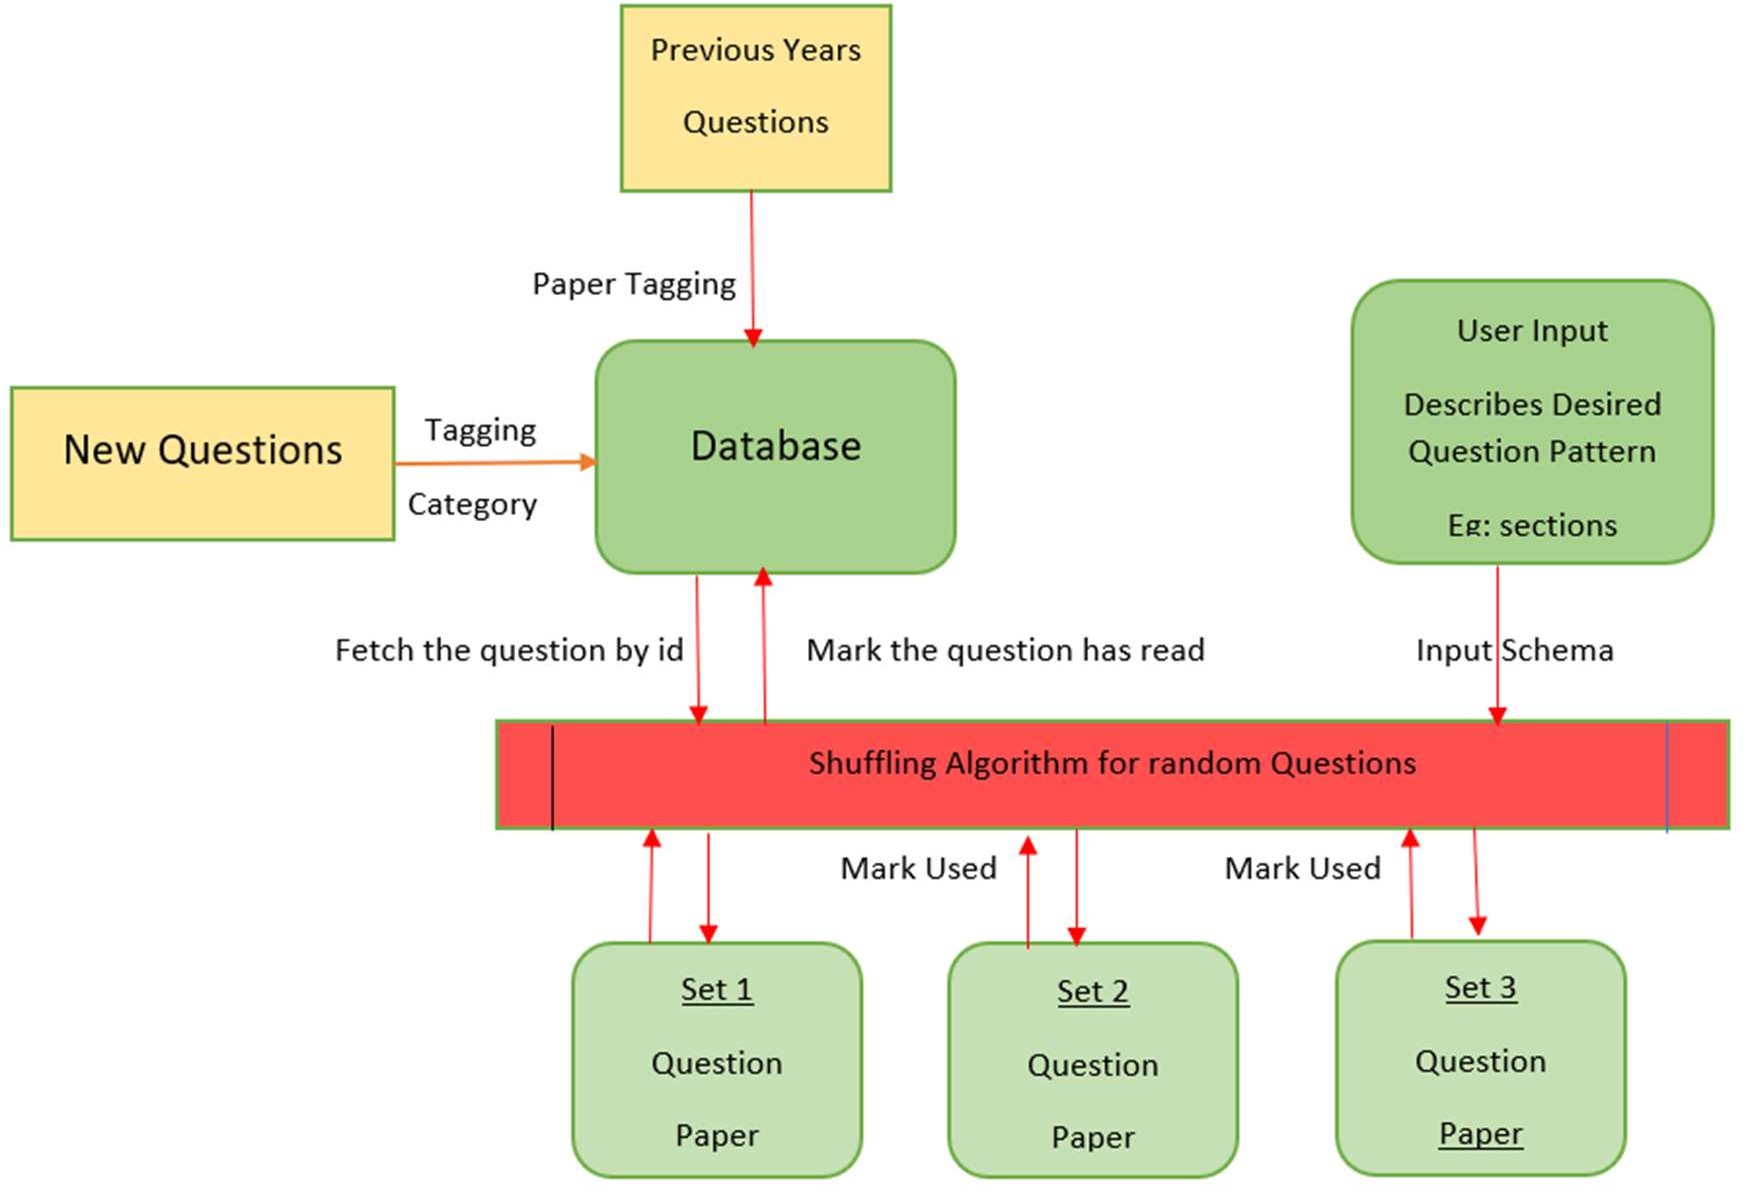 Previous Years
Questions
Paper Tagging
New Questions
Tagging
Category
Database
User Input
Describes Desired
Question Pattern
Eg: sections
Fetch the question by id
Mark the question has read
Input Schema
Shuffling Algorithm for random Questions
Mark Used
Mark Used
Set 1
Question
Paper
Set 2
Question
Paper
Set 3
Question
Paper